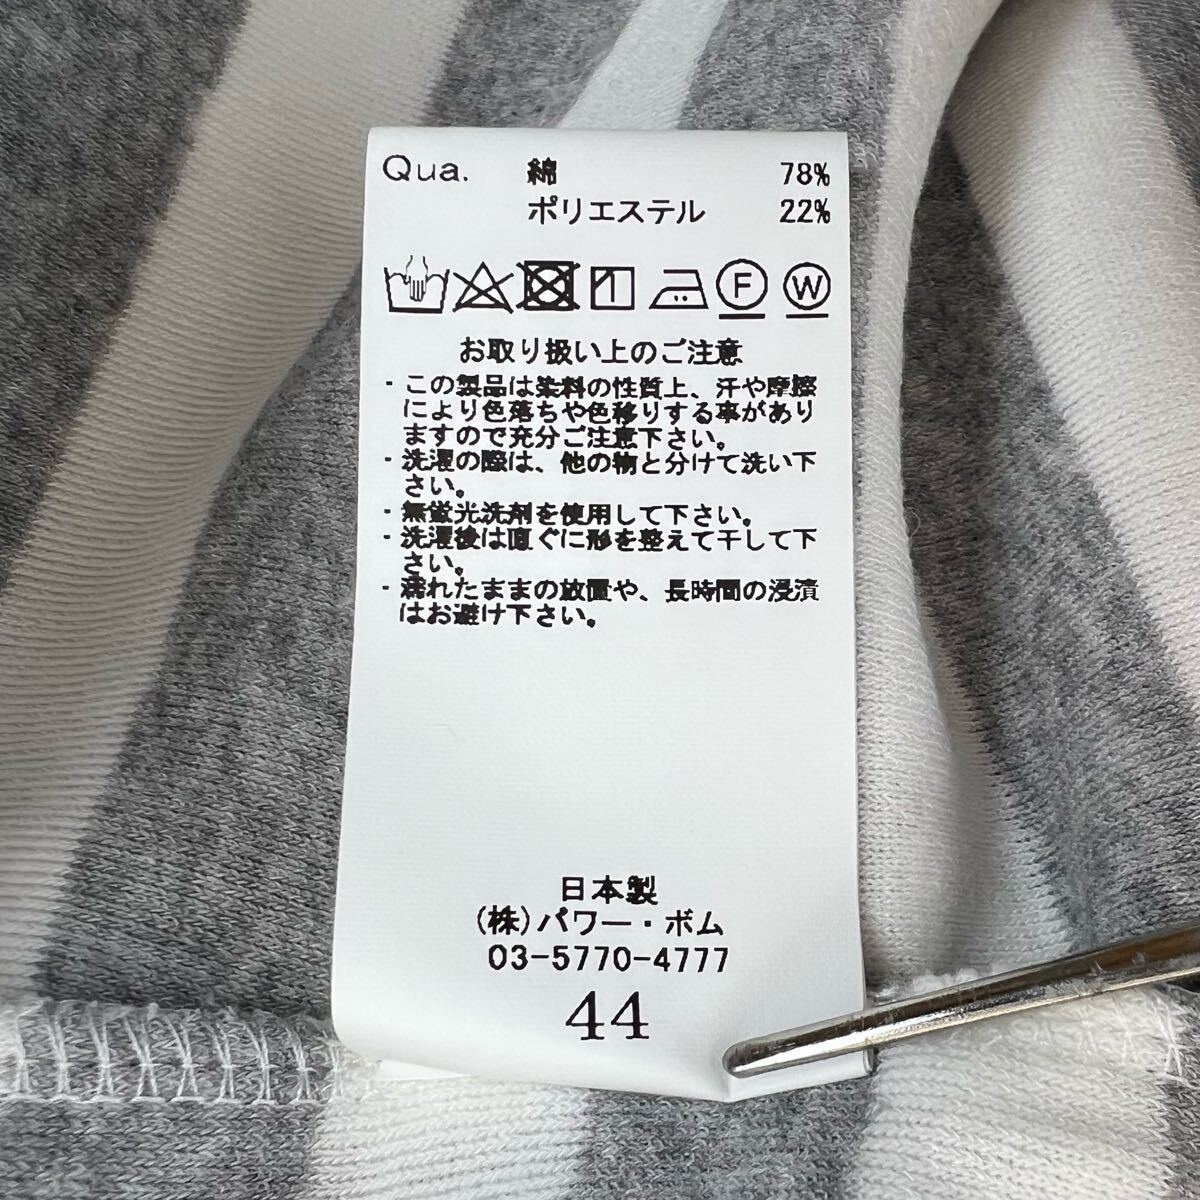 Qua. 綿 78%
ポリエステル 22%
F W
お取り扱い上のご注意
・この製品は染料の性質上、汗や摩擦
により色落ちや色移りする事があり
ますので充分ご注意下さい。
・洗濯の際は、他の物と分けて洗い下
さい。
・無蛍光洗剤を使用して下さい。
・洗濯後は直ぐに形を整えて干して下
さい。
・濡れたままの放置や、長時間の浸漬
はお避け下さい。
日本製
(株)パワー・ボム
03-5770-4777
44